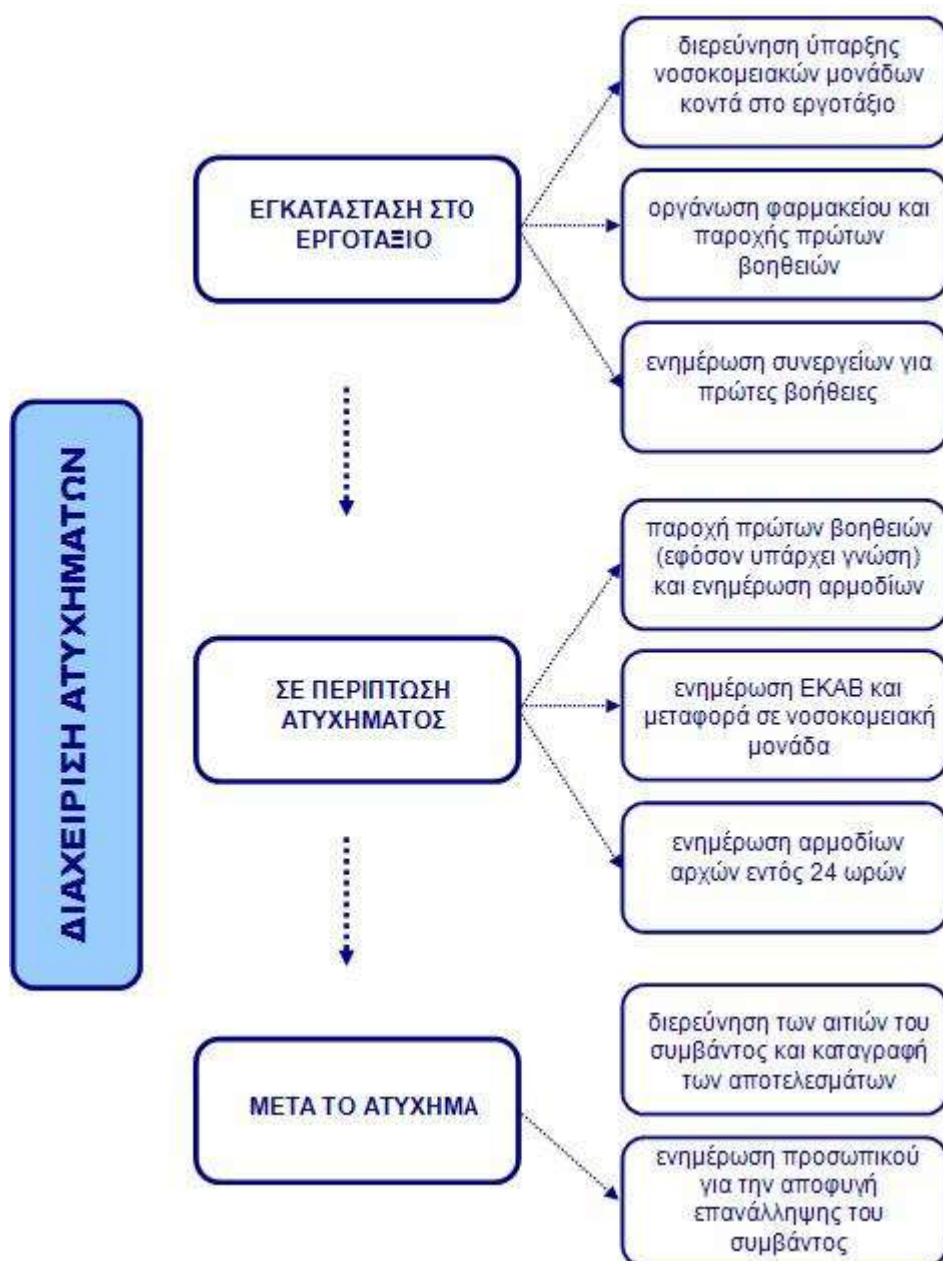 ΔΙΑΧΕΙΡΙΣΗ ΑΤΥΧΗΜΑΤΩΝ
ΕΓΚΑΤΑΣΤΑΣΗ ΣΤΟ
ΕΡΓΟΤΑΞΙΟ
διερεύνηση ύπαρξης
νοσοκομειακών μονάδων
κοντά στο εργοτάξιο
οργάνωση φαρμακείου και
παροχής πρώτων
βοηθειών
ενημέρωση συνεργείων για
πρώτες βοήθειες
ΣΕ ΠΕΡΙΠΤΩΣΗ
ΑΤΥΧΗΜΑΤΟΣ
παροχή πρώτων βοηθειών
(εφόσον υπάρχει γνώση)
και ενημέρωση αρμοδίων
ενημέρωση ΕΚΑΒ και
μεταφορά σε νοσοκομειακή
μονάδα
ενημέρωση αρμοδίων
αρχών εντός 24 ωρών
ΜΕΤΑ ΤΟ ΑΤΥΧΗΜΑ
διερεύνηση των αιτιών του
συμβάντος και καταγραφή
των αποτελεσμάτων
ενημέρωση προσωπικού
για την αποφυγή
επανάλληψης του
συμβάντος